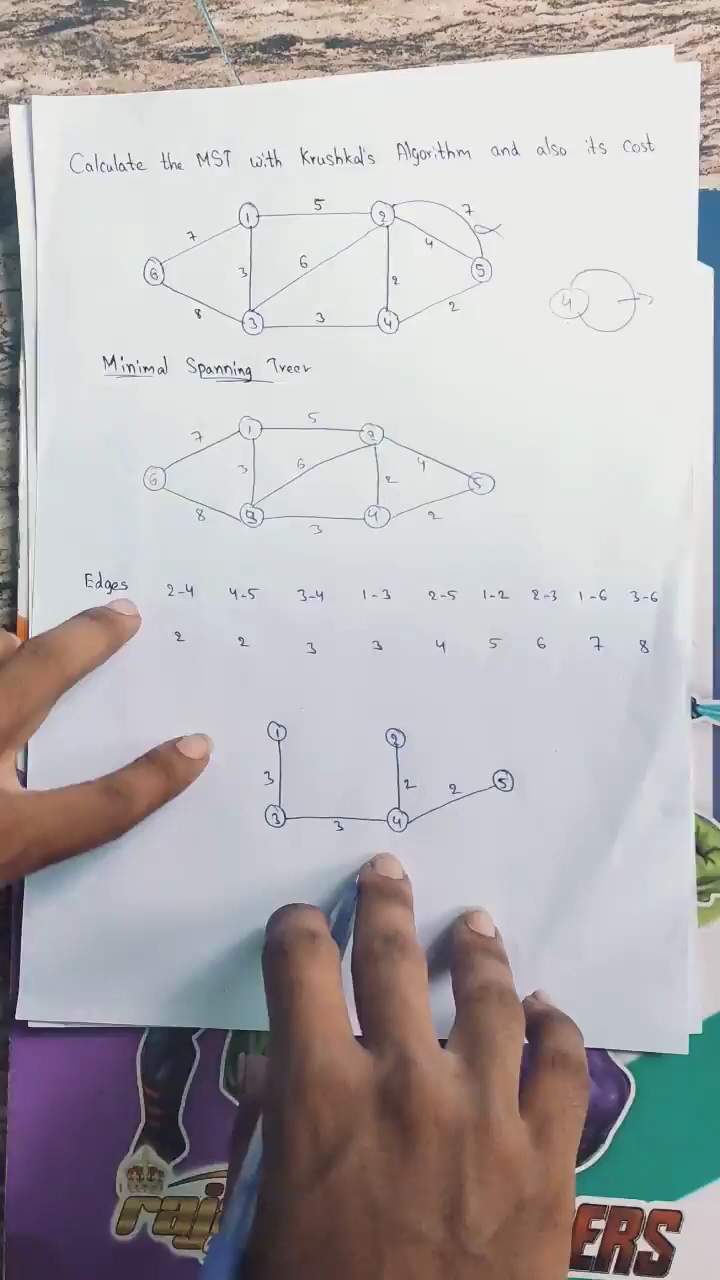 Calculate the MST with Krushkal's Algorithm and also its cost
1 5 2 7
7 3 6 4
6 2 5 4
8 3 3 4 2
Minimal Spanning Treer
1 5 2
7 3 6 4
6 2 5
8 3 3 4 2
Edges 2-4 4-5 3-4 1-3 2-5 1-2 2-3 1-6 3-6
2 2 3 3 4 5 6 7 8
1 2
3 2 2 5
3 3 4
ERS